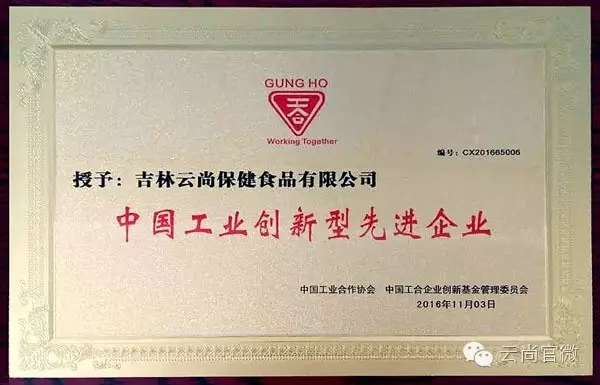 GUNG HO
工合
Working Together
编号：CX201665006
授予：吉林云尚保健食品有限公司
中国工业创新型先进企业
中国工业合作协会 中国工合企业创新基金管理委员会
2016年11月03日
云尚官微